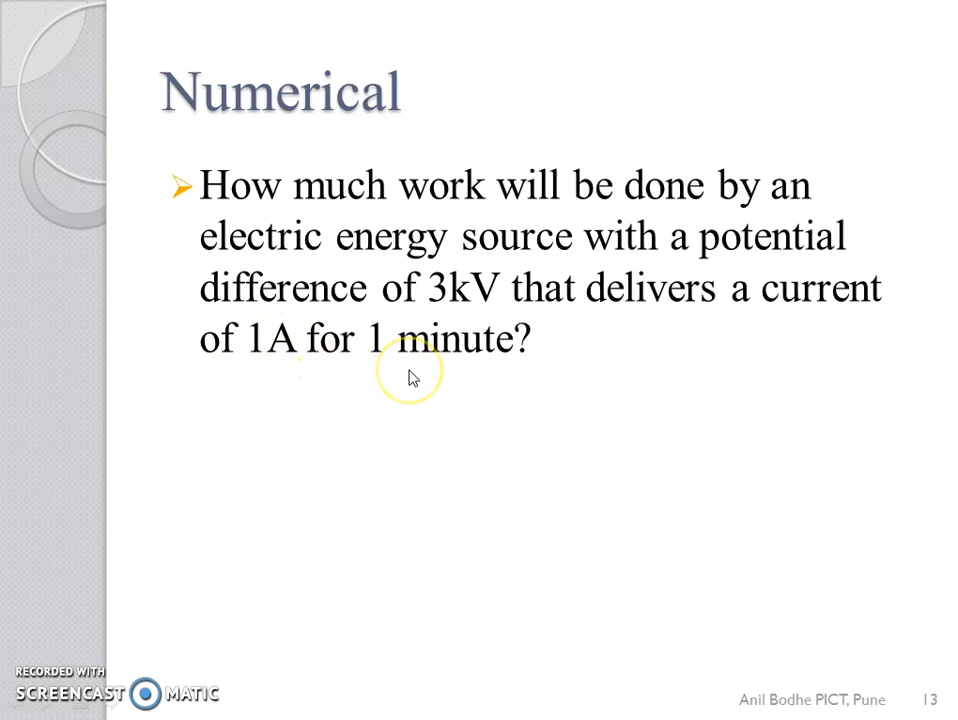 Numerical
How much work will be done by an
electric energy source with a potential
difference of 3kV that delivers a current
of 1A for 1 minute?
RECORDED WITH
SCREENCAST MATIC
Anil Bodhe PICT, Pune 13